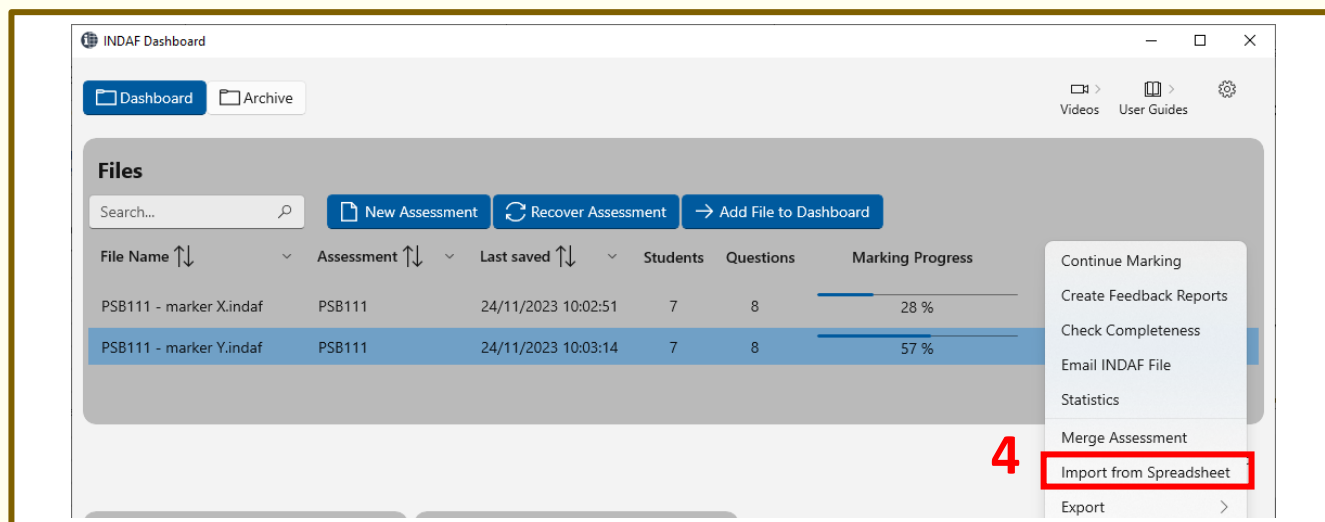 INDAF Dashboard
Dashboard Archive
Videos User Guides
Files
Search... New Assessment Recover Assessment Add File to Dashboard
File Name Assessment Last saved Students Questions Marking Progress
PSB111 - marker X.indaf PSB111 24/11/2023 10:02:51 7 8 28 %
PSB111 - marker Y.indaf PSB111 24/11/2023 10:03:14 7 8 57 %
Continue Marking
Create Feedback Reports
Check Completeness
Email INDAF File
Statistics
Merge Assessment
4 Import from Spreadsheet
Export